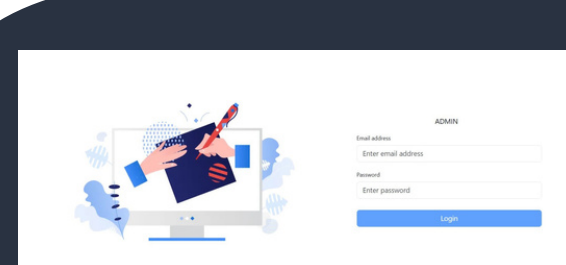 ADMIN
Email address
Enter email address
Password
Enter password
Login